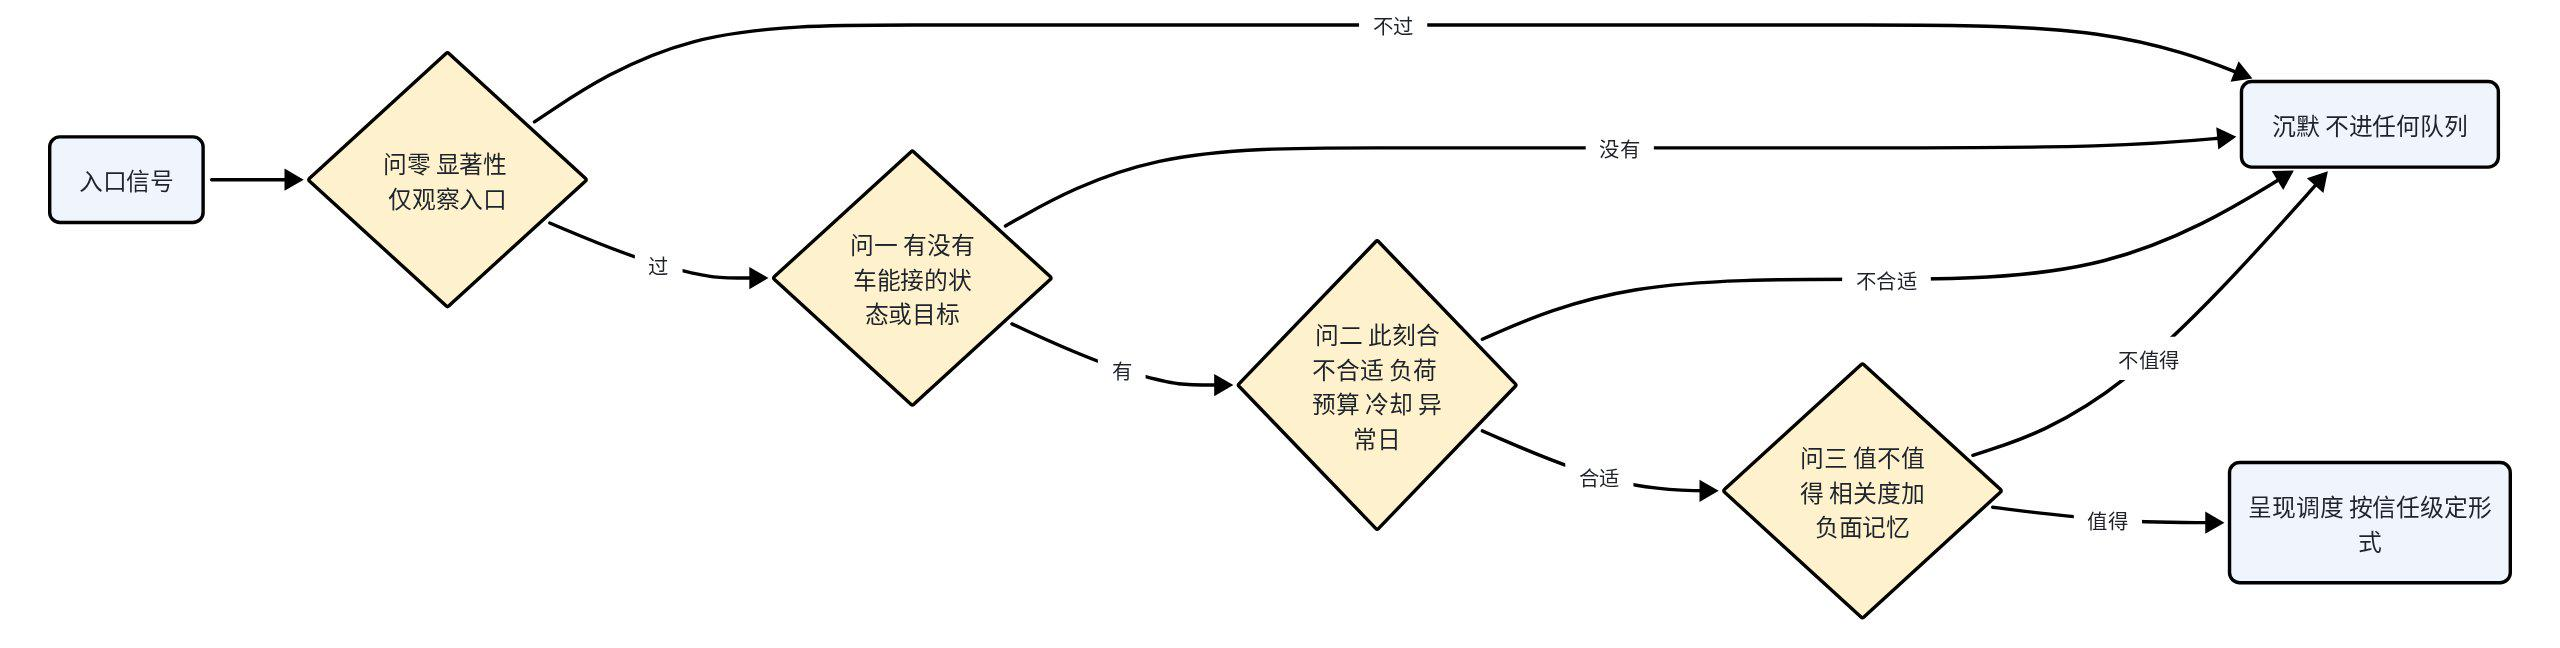 入口信号
问零 显著性
仅观察入口
不过
过
问一 有没有
车能接的状
态或目标
没有
有
问二 此刻合
不合适 负荷
预算 冷却 异
常日
不合适
合适
问三 值不值
得 相关度加
负面记忆
不值得
值得
沉默 不进任何队列
呈现调度 按信任级定形
式